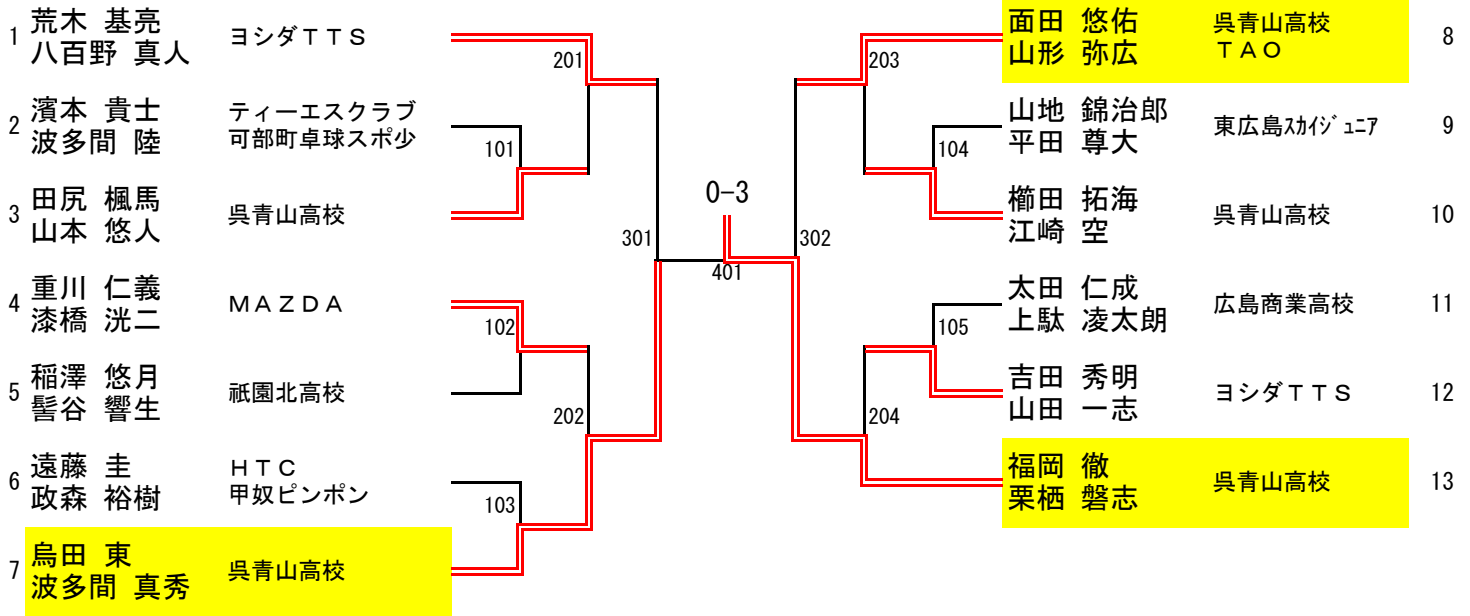 1 荒木 基亮 ヨシダTTS
八百野 真人
2 濱本 貴士 ティーエスクラブ
波多間 陸 可部町卓球スポ少
3 田尻 楓馬 呉青山高校
山本 悠人
4 重川 仁義 MAZDA
漆橋 洸二
5 稲澤 悠月 祇園北高校
髻谷 響生
6 遠藤 圭 HTC
政森 裕樹 甲奴ピンポン
7 烏田 東 呉青山高校
波多間 真秀
201
101
102
202
103
301
0-3
401
302
203
104
105
204
面田 悠佑 呉青山高校 8
山形 弥広 TAO
山地 錦治郎 東広島ｽｶｲｼﾞｭﾆｱ 9
平田 尊大
櫛田 拓海 呉青山高校 10
江崎 空
太田 仁成 広島商業高校 11
上駄 凌太朗
吉田 秀明 ヨシダTTS 12
山田 一志
福岡 徹 呉青山高校 13
栗栖 磐志